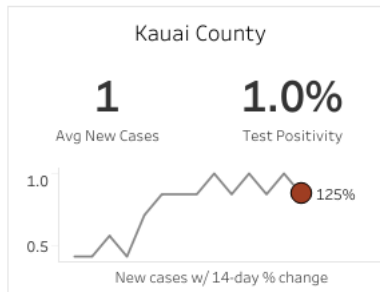 Kauai County
1 1.0%
Avg New Cases Test Positivity
1.0
125%
0.5
New cases w/ 14-day % change